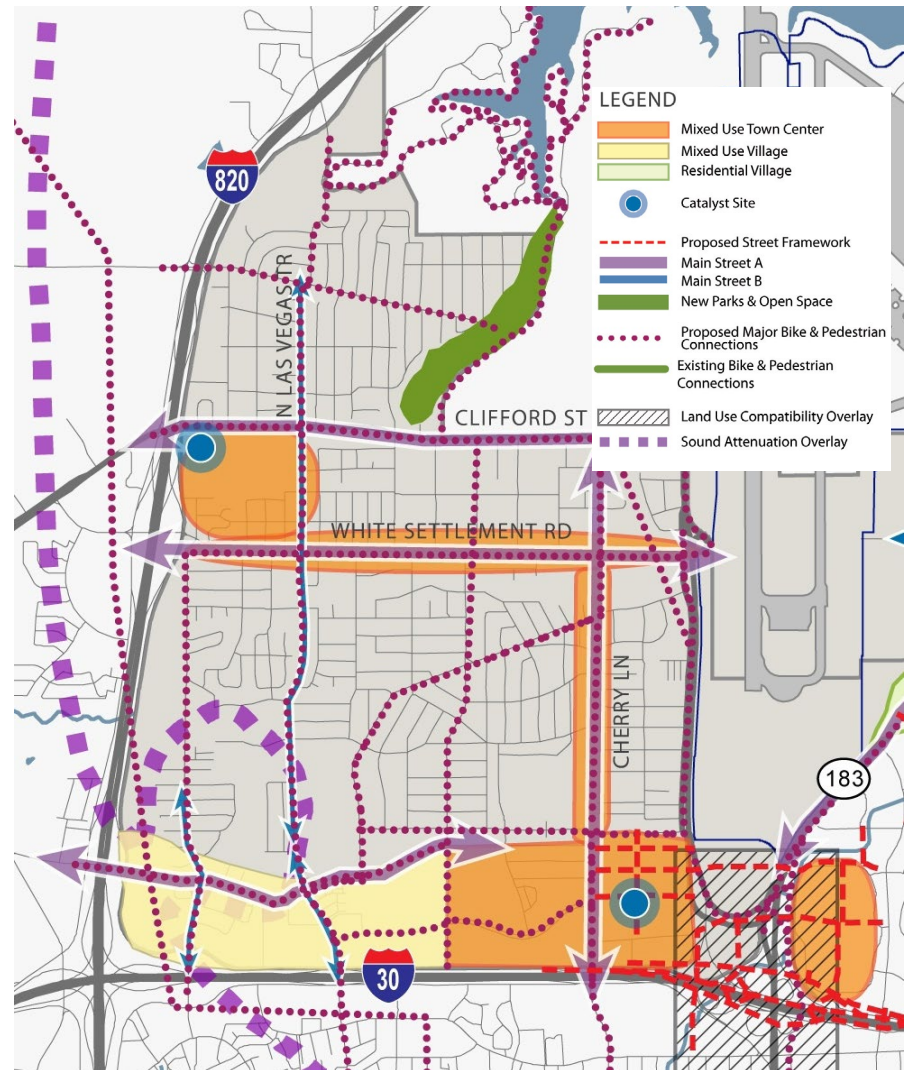 LEGEND
Mixed Use Town Center
Mixed Use Village
Residential Village
Catalyst Site
Proposed Street Framework
Main Street A
Main Street B
New Parks & Open Space
Proposed Major Bike & Pedestrian
Connections
Existing Bike & Pedestrian
Connections
Land Use Compatibility Overlay
Sound Attenuation Overlay
820
N LAS VEGAS TR
CLIFFORD ST
WHITE SETTLEMENT RD
CHERRY LN
183
30